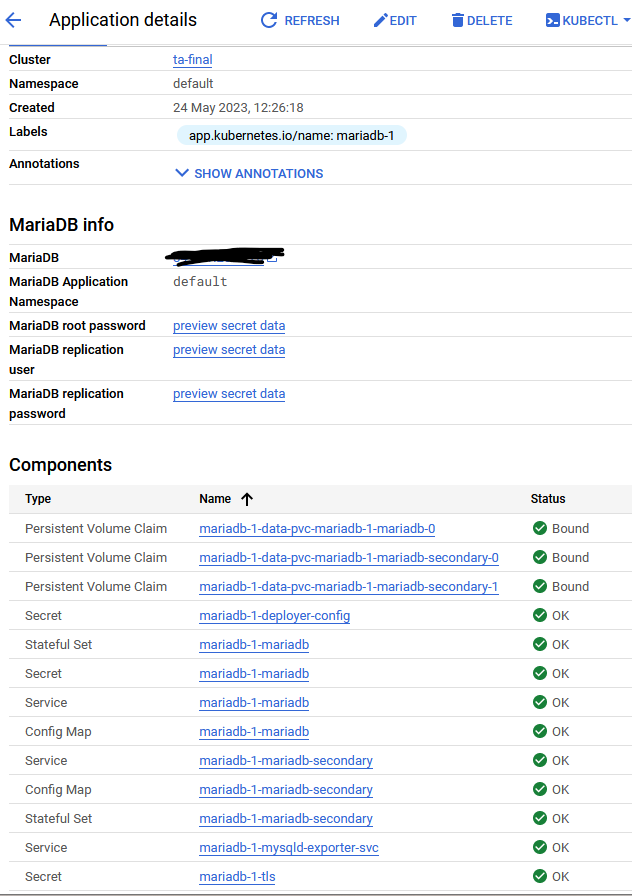 Application details REFRESH EDIT DELETE KUBECTL
Cluster ta-final
Namespace default
Created 24 May 2023, 12:26:18
Labels app.kubernetes.io/name: mariadb-1
Annotations
SHOW ANNOTATIONS
MariaDB info
MariaDB
MariaDB Application default
Namespace
MariaDB root password preview secret data
MariaDB replication preview secret data
user
MariaDB replication preview secret data
password
Components
Type Name Status
Persistent Volume Claim mariadb-1-data-pvc-mariadb-1-mariadb-0 Bound
Persistent Volume Claim mariadb-1-data-pvc-mariadb-1-mariadb-secondary-0 Bound
Persistent Volume Claim mariadb-1-data-pvc-mariadb-1-mariadb-secondary-1 Bound
Secret mariadb-1-deployer-config OK
Stateful Set mariadb-1-mariadb OK
Secret mariadb-1-mariadb OK
Service mariadb-1-mariadb OK
Config Map mariadb-1-mariadb OK
Service mariadb-1-mariadb-secondary OK
Config Map mariadb-1-mariadb-secondary OK
Stateful Set mariadb-1-mariadb-secondary OK
Service mariadb-1-mysqld-exporter-svc OK
Secret mariadb-1-tls OK